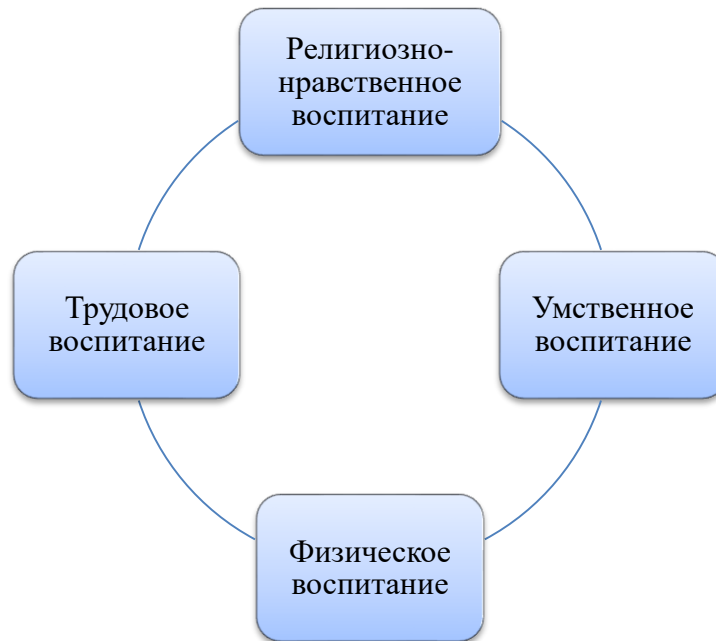 Религиозно-
нравственное
воспитание
Трудовое
воспитание
Умственное
воспитание
Физическое
воспитание